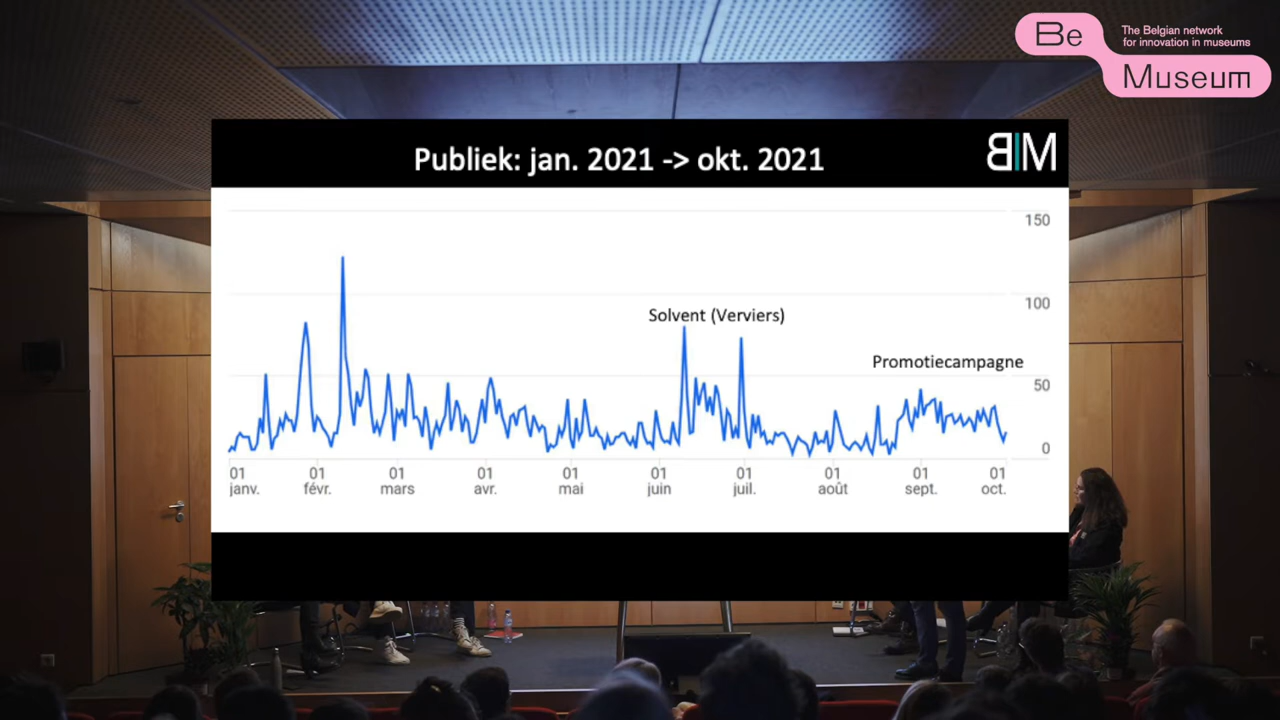 Be
The Belgian network
for innovation in museums
Museum
Publiek: jan. 2021 -> okt. 2021
BIM
150
100
Solvent (Verviers)
Promotiecampagne
50
0
01 01 01 01 01 01 01 01 01 01
janv. févr. mars avr. mai juin juil. août sept. oct.